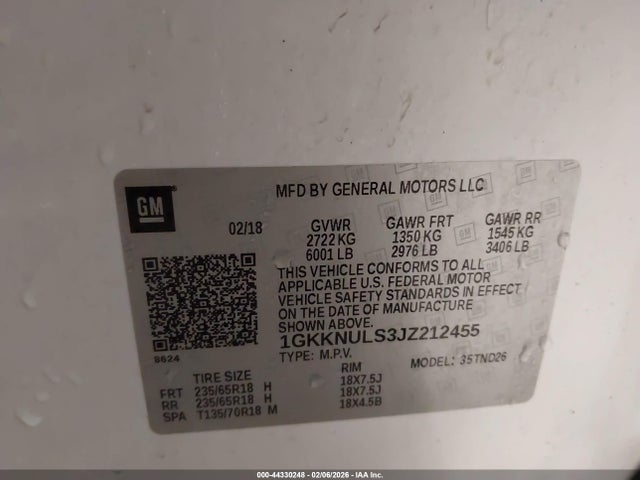 GM
MFD BY GENERAL MOTORS LLC
02/18 GVWR GAWR FRT GAWR RR
2722 KG 1350 KG 1545 KG
6001 LB 2976 LB 3406 LB
THIS VEHICLE CONFORMS TO ALL
APPLICABLE U.S. FEDERAL MOTOR
VEHICLE SAFETY STANDARDS IN EFFECT
ON THE DATE OF MANUFACTURE
SHOWN ABOVE.
1GKKNULS3JZ212455
8624
TYPE: M.P.V. MODEL: 35TND26
TIRE SIZE RIM
FRT 235/65R18 H 18X7.5J
RR 235/65R18 H 18X7.5J
SPA T135/70R18 M 18X4.5B
000-44330248 - 02/06/2026 - IAA Inc.